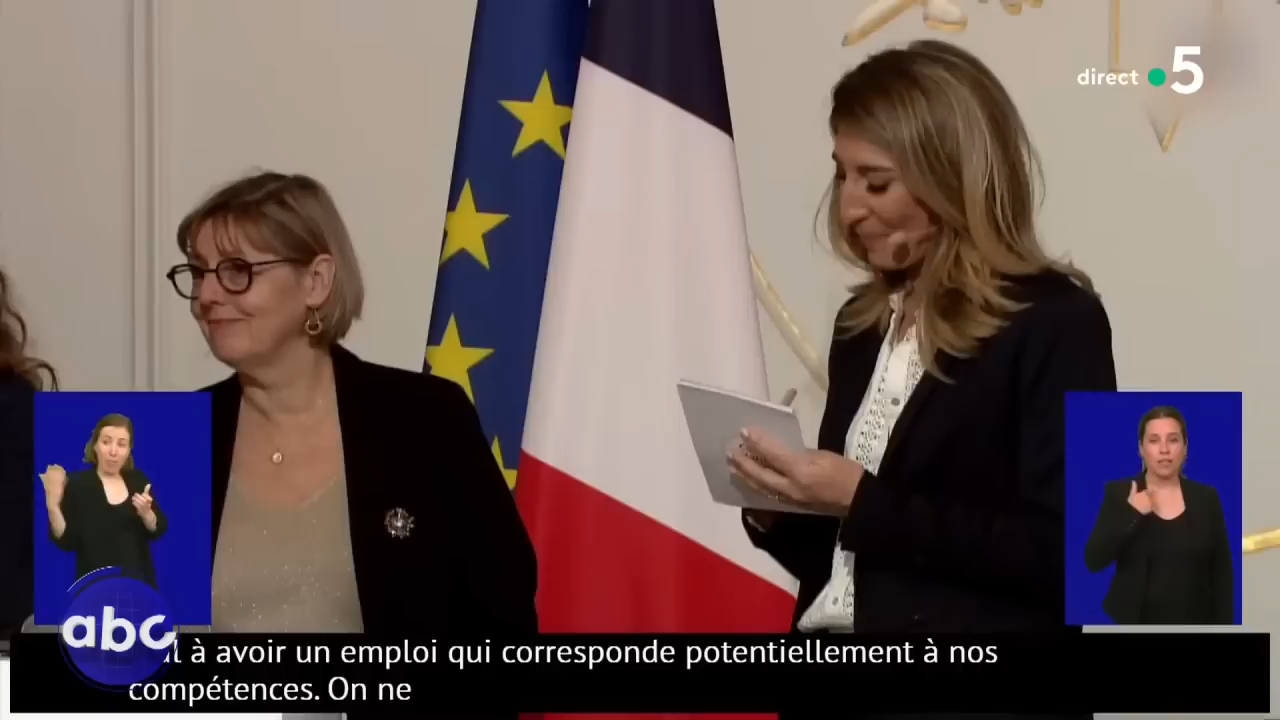 direct 5
abc
à avoir un emploi qui corresponde potentiellement à nos
compétences. On ne